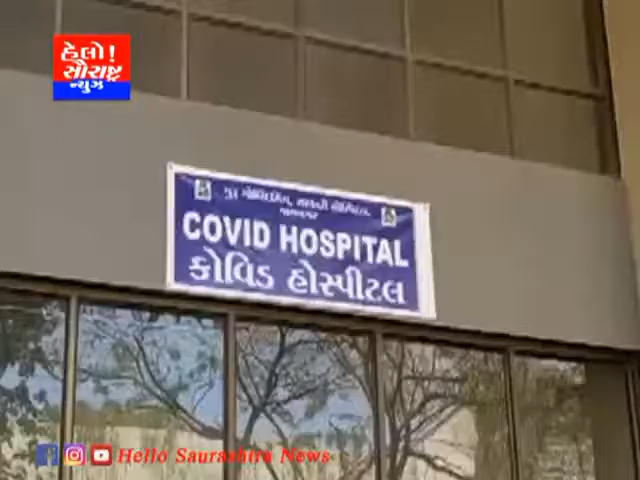 હેલો!
સૌરાષ્ટ્ર
ન્યુઝ
COVID HOSPITAL
કોવિડ હોસ્પીટલ
Hello Saurashtra News